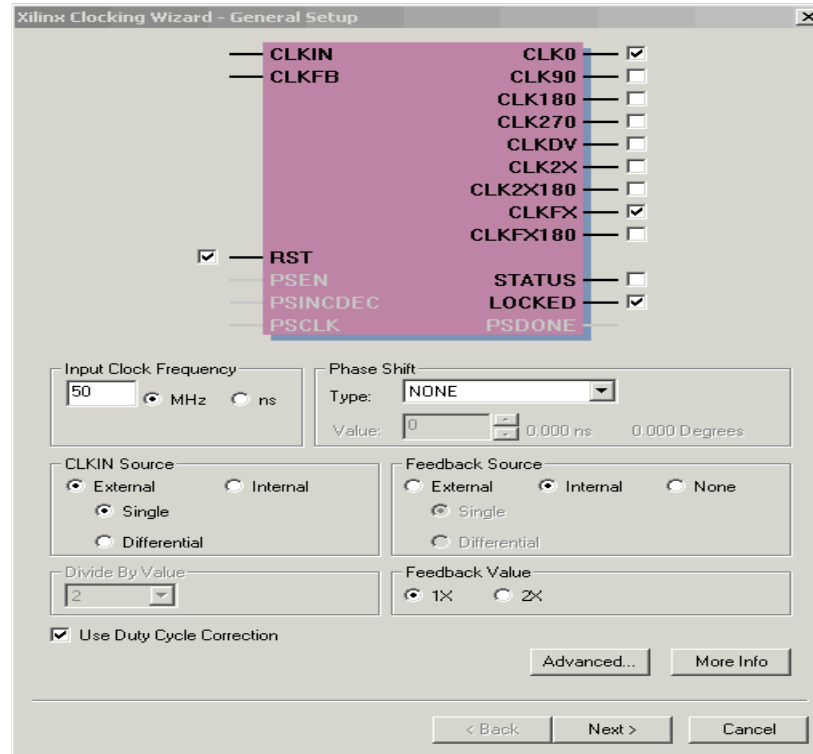 Xilinx Clocking Wizard - General Setup
CLKIN CLK0
CLKFB CLK90
CLK180
CLK270
CLKDV
CLK2X
CLK2X180
CLKFX
CLKFX180
RST
PSEN STATUS
PSINCDEC LOCKED
PSCLK PSDONE
Input Clock Frequency Phase Shift
50 MHz ns Type: NONE
Value: 0 0.000 ns 0.000 Degrees
CLKIN Source Feedback Source
External Internal External Internal None
Single Single
Differential Differential
Divide By Value Feedback Value
2 1X 2X
Use Duty Cycle Correction
Advanced... More Info
< Back Next > Cancel